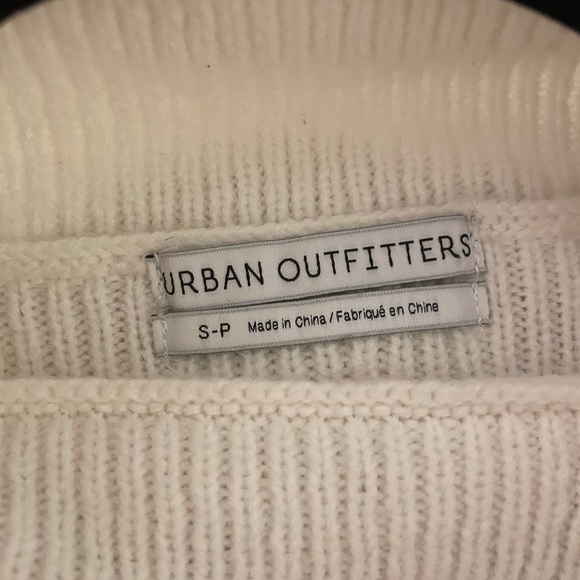 URBAN OUTFITTERS
S-P Made in China / Fabriqué en Chine